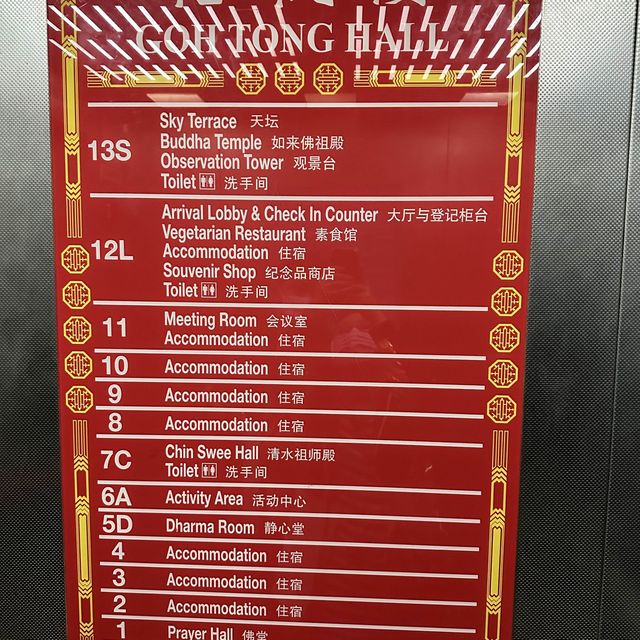 GOH TONG HALL
13S Sky Terrace 天坛
Buddha Temple 如来佛祖殿
Observation Tower 观景台
Toilet 洗手间
12L Arrival Lobby & Check In Counter 大厅与登记柜台
Vegetarian Restaurant 素食馆
Accommodation 住宿
Souvenir Shop 纪念品商店
Toilet 洗手间
11 Meeting Room 会议室
Accommodation 住宿
10 Accommodation 住宿
9 Accommodation 住宿
8 Accommodation 住宿
7C Chin Swee Hall 清水祖师殿
Toilet 洗手间
6A Activity Area 活动中心
5D Dharma Room 静心堂
4 Accommodation 住宿
3 Accommodation 住宿
2 Accommodation 住宿
1 Prayer Hall 佛堂